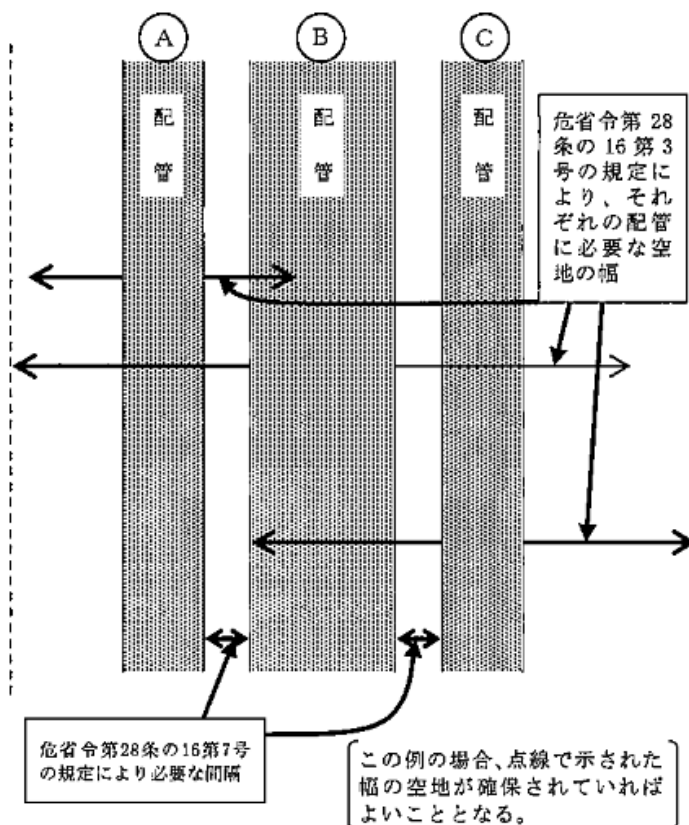 A
B
C
配
管
配
管
配
管
危省令第 28
条の 16 第 3
号の規定に
より、それ
ぞれの配管
に必要な空
地の幅
危省令第28条の16第7号
の規定により必要な間隔
この例の場合、点線で示された
幅の空地が確保されていれば
よいこととなる。